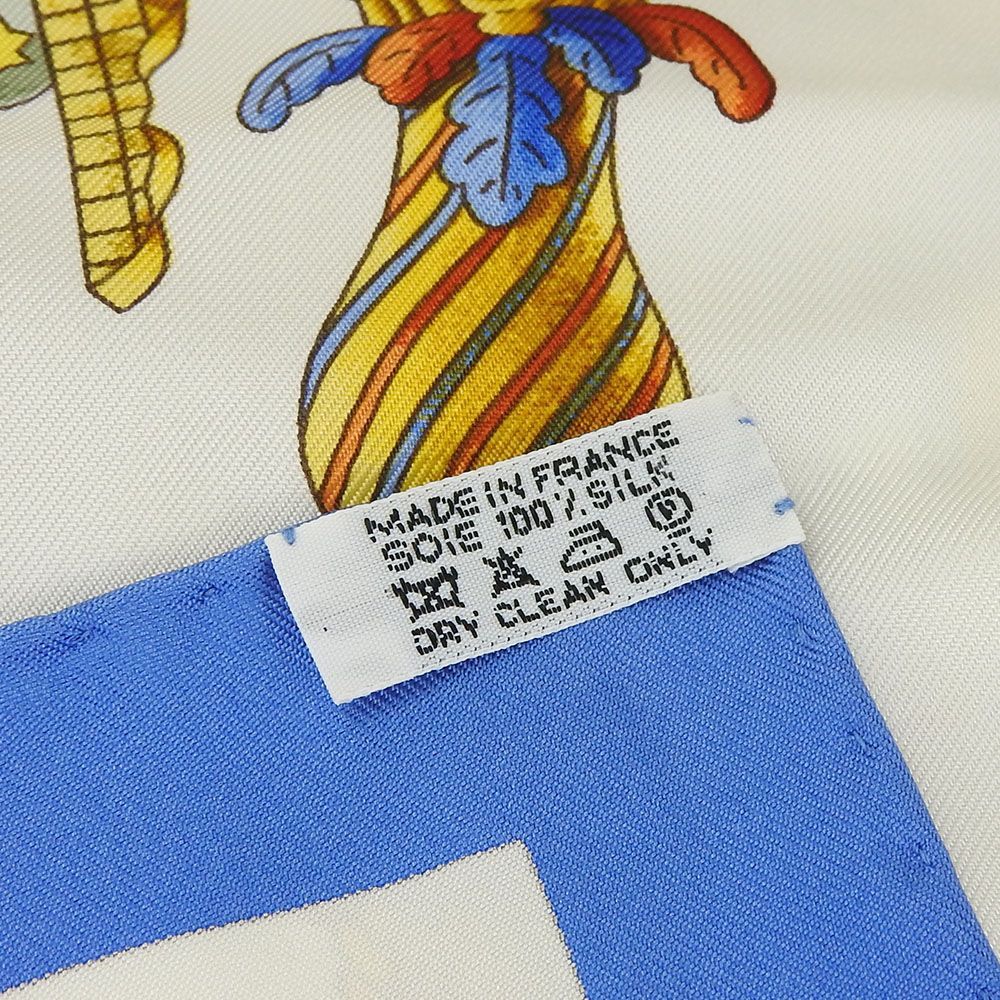 MADE IN FRANCE
SOIE 100% SILK
DRY CLEAN ONLY